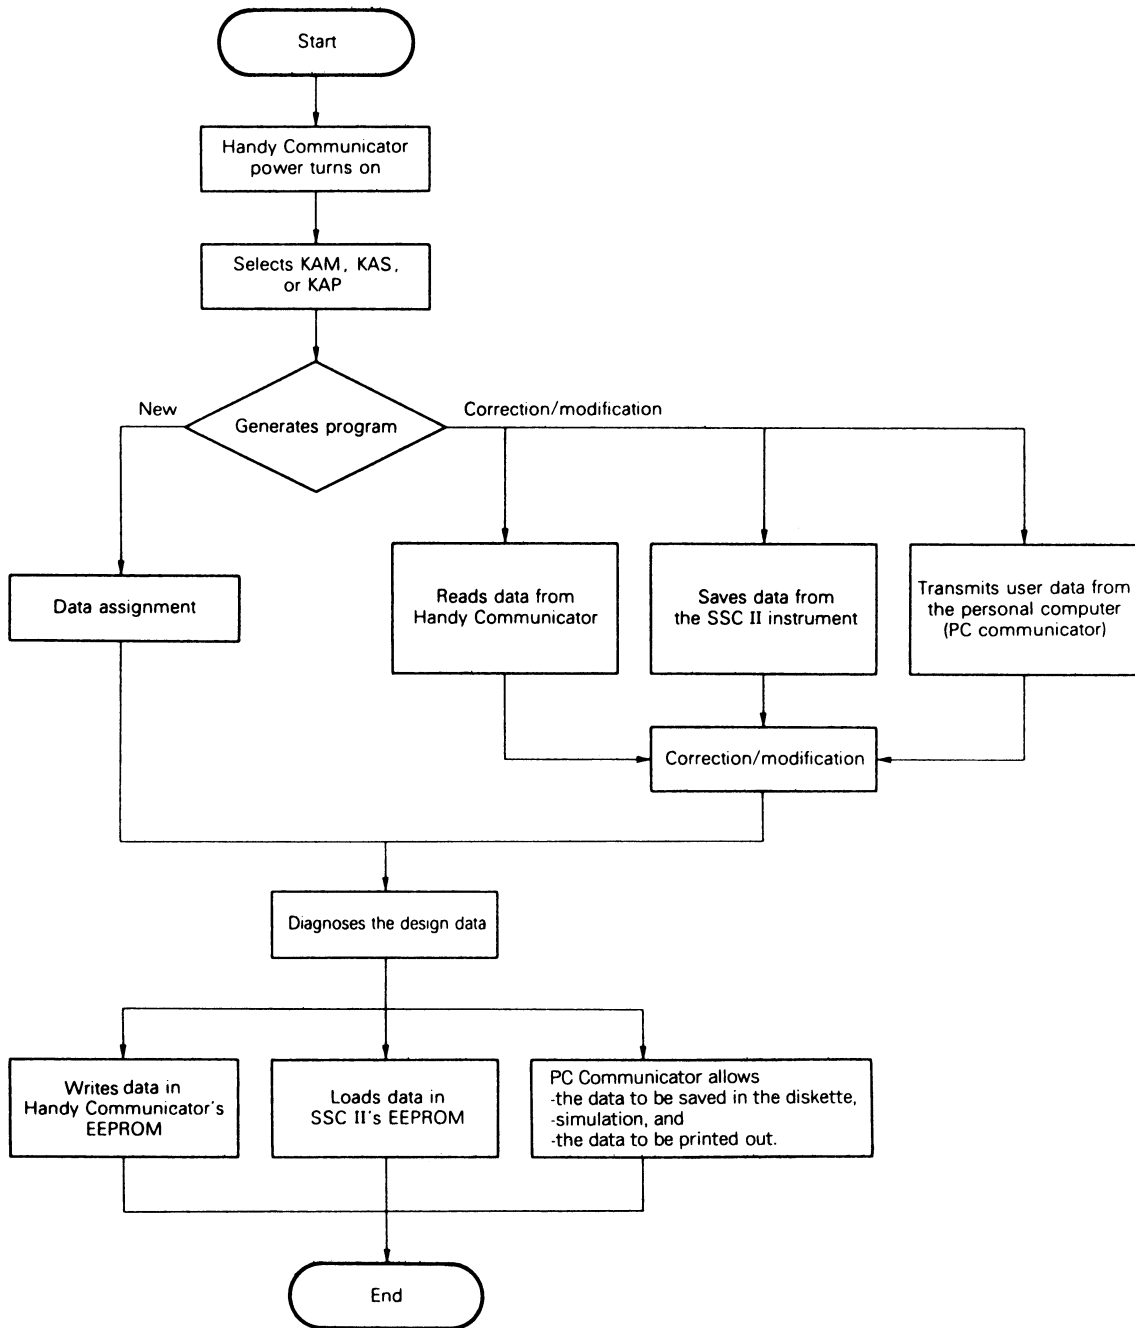 Start
Handy Communicator
power turns on
Selects KAM, KAS,
or KAP
New
Correction/modification
Generates program
Data assignment
Reads data from
Handy Communicator
Saves data from
the SSC II instrument
Transmits user data from
the personal computer
(PC communicator)
Correction/modification
Diagnoses the design data
Writes data in
Handy Communicator's
EEPROM
Loads data in
SSC II's EEPROM
PC Communicator allows
-the data to be saved in the diskette,
-simulation, and
-the data to be printed out.
End